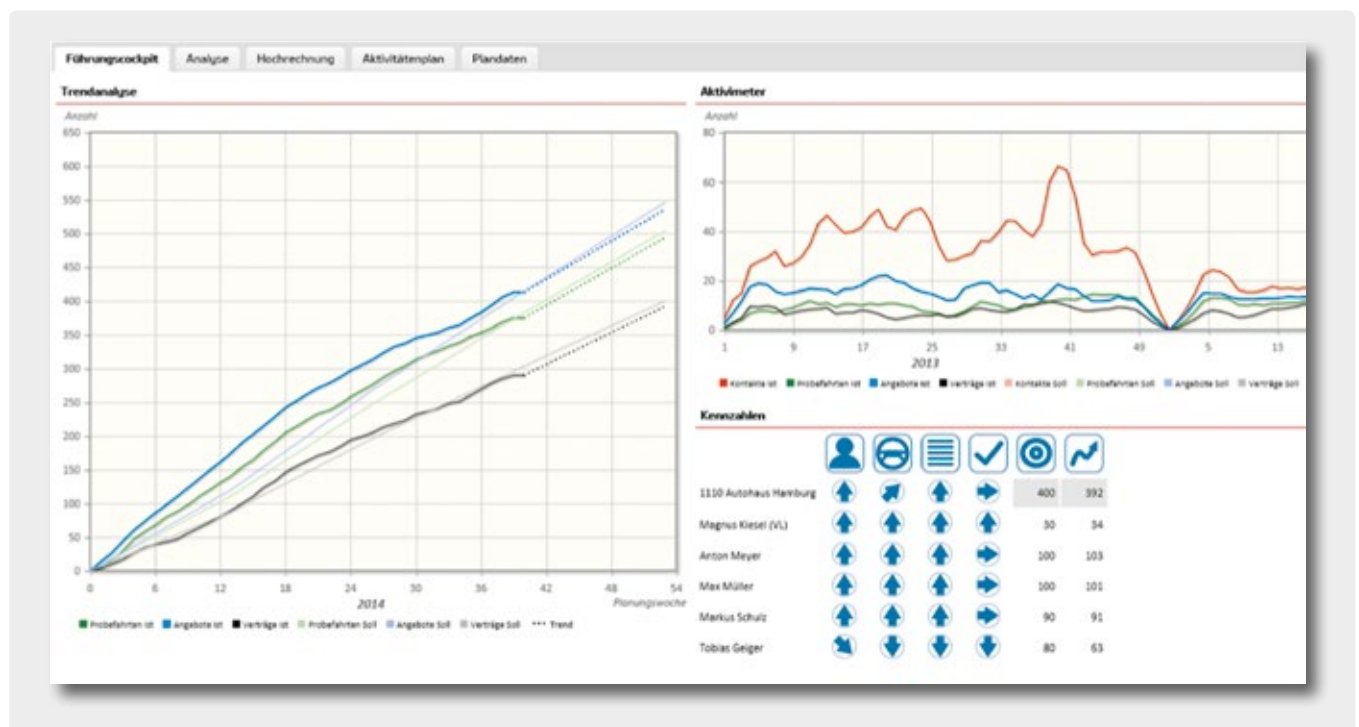 Führungscockpit Analyse Hochrechnung Aktivitätenplan Plandaten
Trendanalyse
Anzahl
650
600
550
500
450
400
350
300
250
200
150
100
50
0
0 6 12 18 24 30 36 42 48 54
2014 Planungswoche
Probefahrten Ist Angebote Ist Verträge Ist Probefahrten Soll Angebote Soll Verträge Soll Trend
Aktivimeter
Anzahl
80
60
40
20
0
1 9 17 25 33 41 49 5 13
2013
Kontakte Ist Probefahrten Ist Angebote Ist Verträge Ist Kontakte Soll Probefahrten Soll Angebote Soll Verträge Soll
Kennzahlen
1110 Autohaus Hamburg 400 392
Magnus Kiesel (VL) 30 34
Anton Meyer 100 103
Max Müller 100 101
Markus Schulz 90 91
Tobias Geiger 80 63